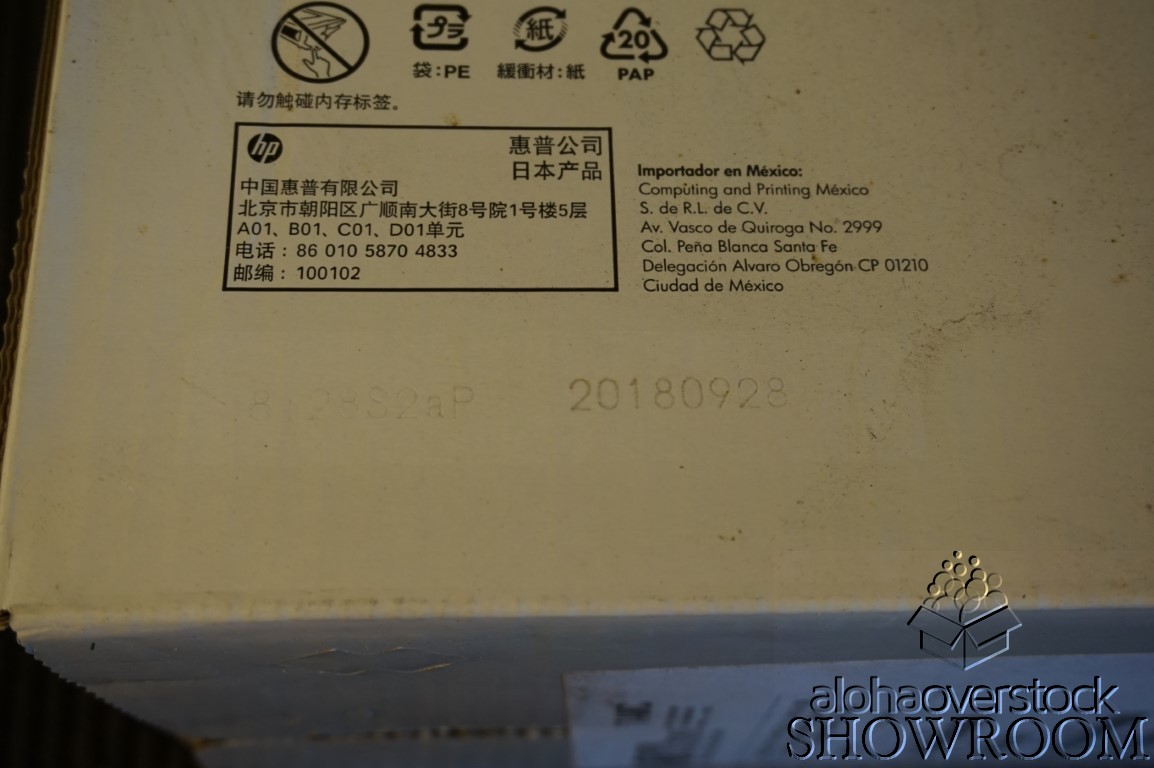 プラ
紙
20
袋：PE
緩衝材：紙
PAP
请勿触碰内存标签。
hp
惠普公司
日本产品
中国惠普有限公司
北京市朝阳区广顺南大街8号院1号楼5层
A01、B01、C01、D01单元
电话：86 010 5870 4833
邮编：100102
Importador en México:
Computing and Printing México
S. de R.L. de C.V.
Av. Vasco de Quiroga No. 2999
Col. Peña Blanca Santa Fe
Delegación Alvaro Obregón CP 01210
Ciudad de México
20180928
alohaoverstock
SHOWROOM